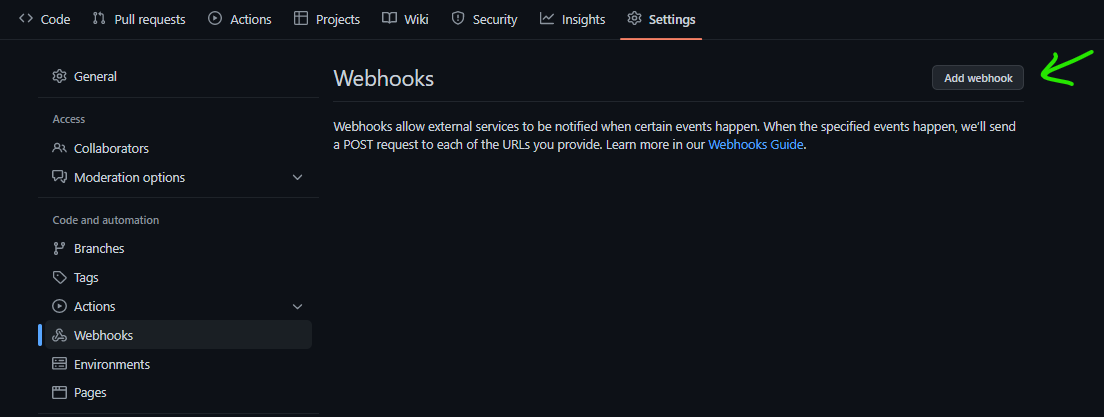 Code Pull requests Actions Projects Wiki Security Insights Settings
General
Access
Collaborators
Moderation options
Code and automation
Branches
Tags
Actions
Webhooks
Environments
Pages
Webhooks
Add webhook
Webhooks allow external services to be notified when certain events happen. When the specified events happen, we’ll send
a POST request to each of the URLs you provide. Learn more in our Webhooks Guide.